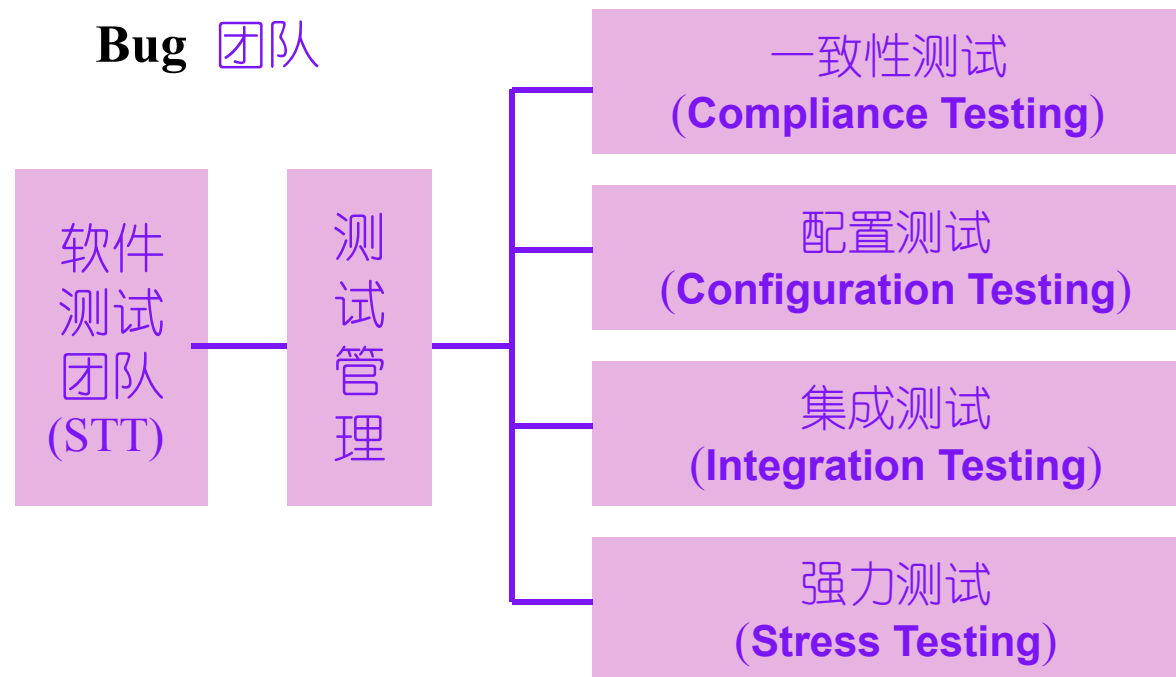 Bug 团队
软件
测试
团队
(STT)
测
试
管
理
一致性测试
(Compliance Testing)
配置测试
(Configuration Testing)
集成测试
(Integration Testing)
强力测试
(Stress Testing)